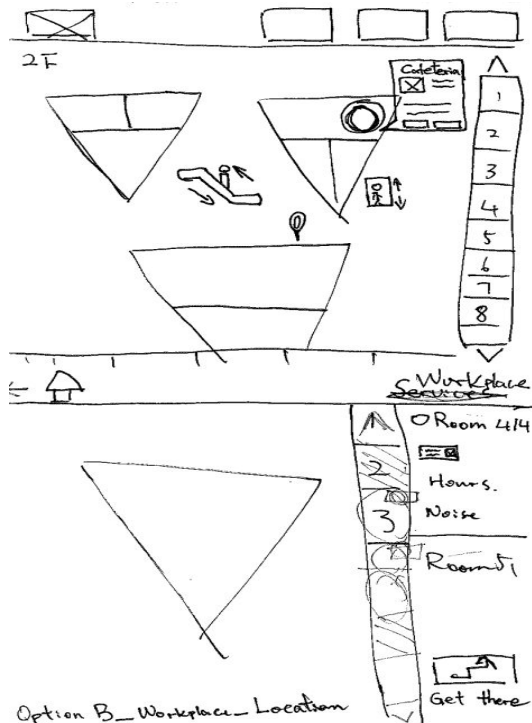 2F
Cafeteria
1
2
3
4
5
6
7
8
Workplace
Services
Room 414
2
Hours.
3
Noise
Get there
Option B_Workplace_Location